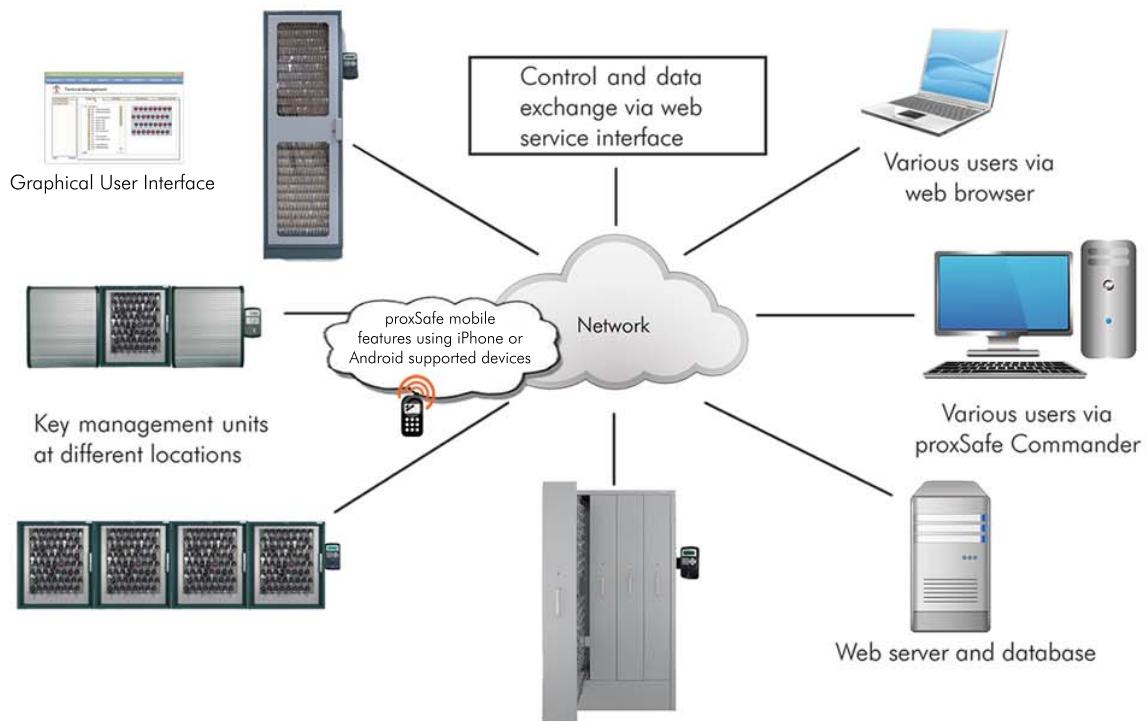 Terminal Management
Graphical User Interface
Control and data
exchange via web
service interface
Various users via
web browser
proxSafe mobile
features using iPhone or
Android supported devices
Network
Key management units
at different locations
Various users via
proxSafe Commander
Web server and database